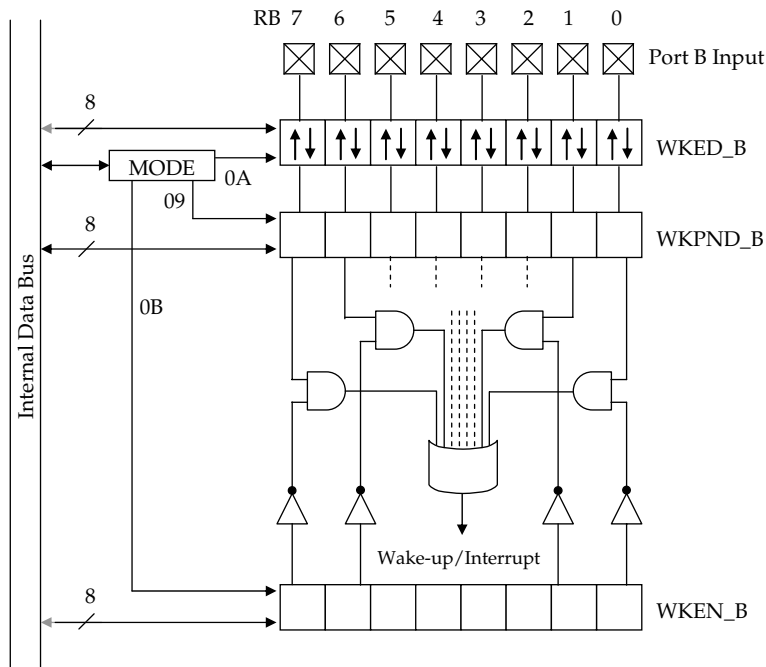 RB 7 6 5 4 3 2 1 0
Port B Input
8
WKED_B
MODE
0A
09
8
WKPND_B
0B
Internal Data Bus
Wake-up/Interrupt
8
WKEN_B